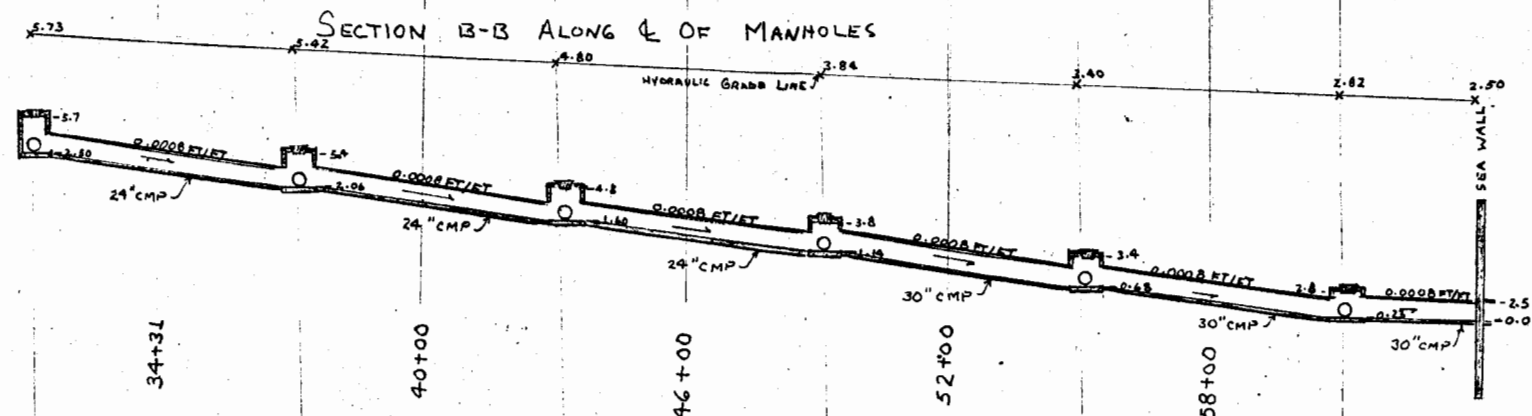 SECTION B-B ALONG ℄ OF MANHOLES
5.73
5.42
4.80
HYDRAULIC GRADE LINE
3.84
3.40
2.82
2.50
SEA WALL
5.7
2.50
0.0008 FT/FT
24" CMP
5.4
2.06
0.0008 FT/FT
24" CMP
4.8
1.60
0.0008 FT/FT
24" CMP
3.8
1.14
0.0008 FT/FT
30" CMP
3.4
0.68
0.0008 FT/FT
30" CMP
2.8
0.25
0.0008 FT/FT
30" CMP
2.5
0.0
34+31
40+00
46+00
52+00
58+00